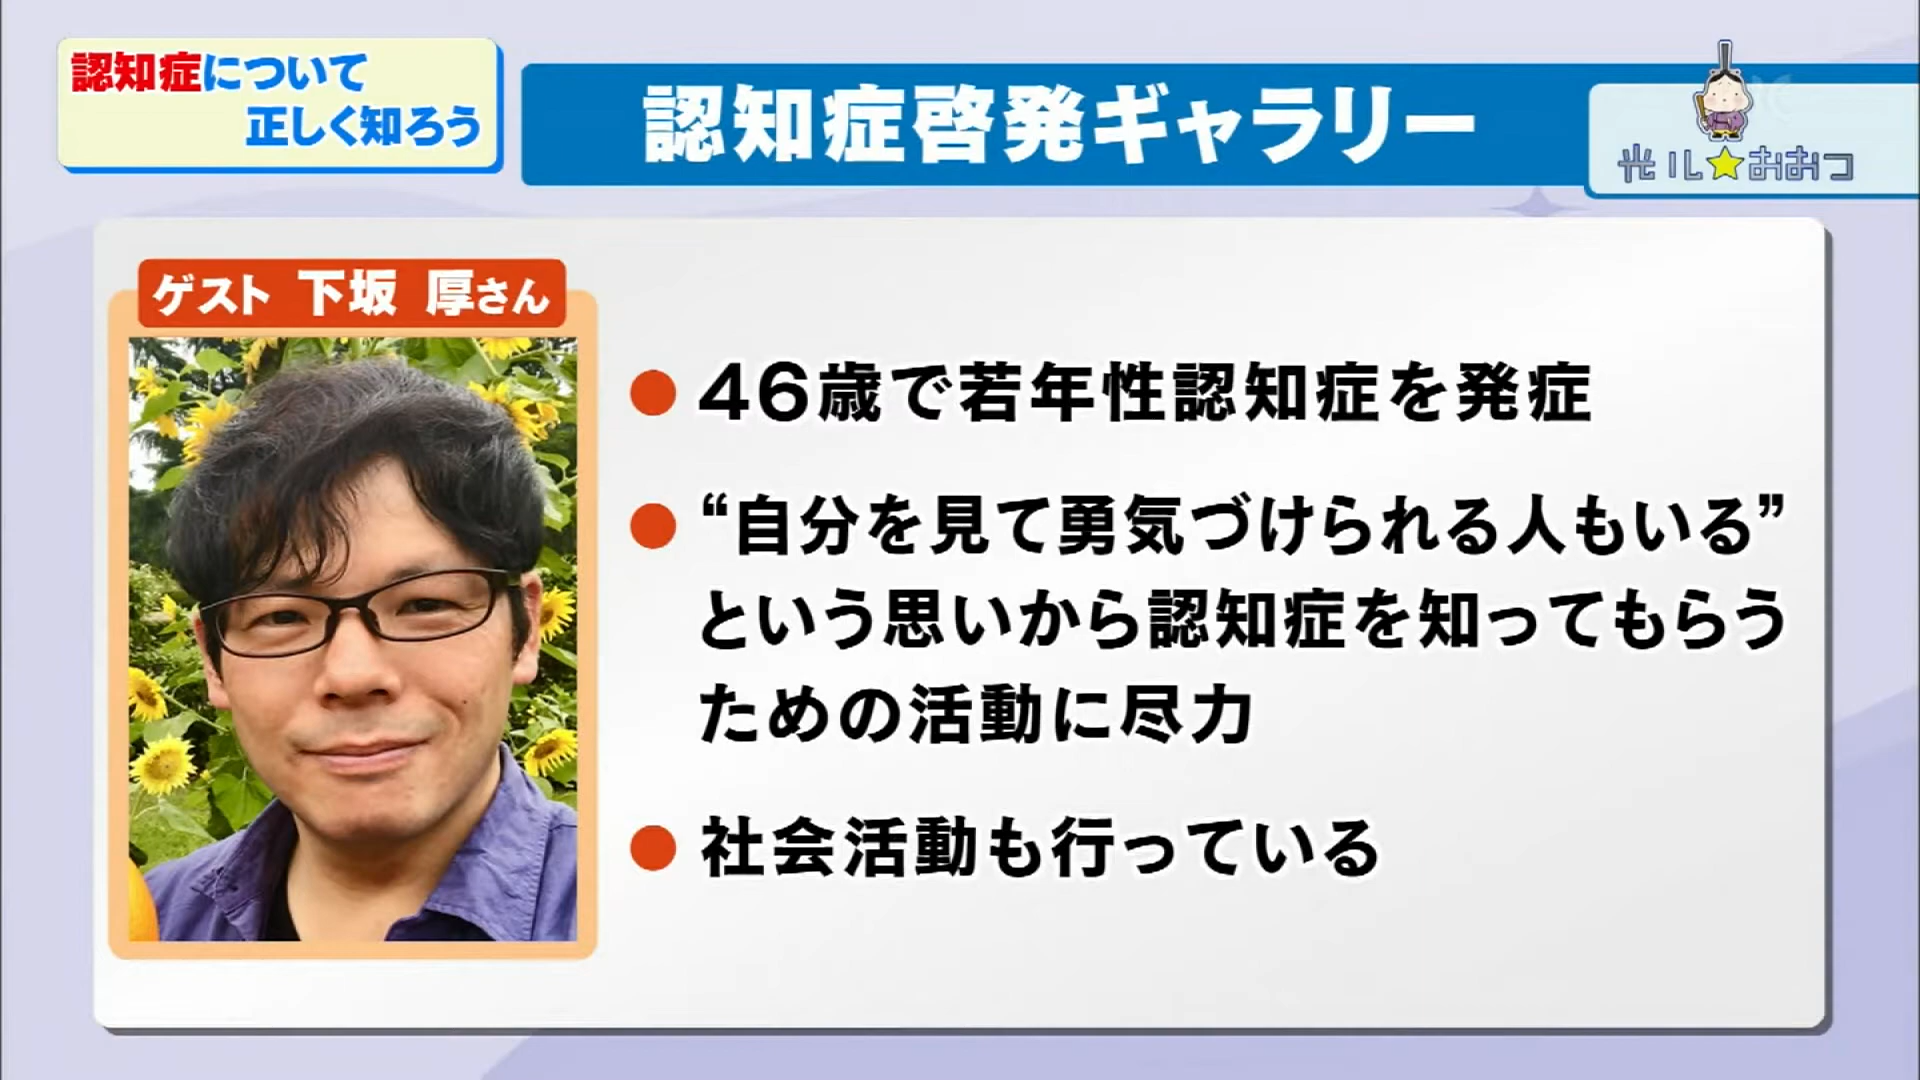 認知症について
正しく知ろう
認知症啓発ギャラリー
光ル★おおつ
ゲスト 下坂 厚さん
●46歳で若年性認知症を発症
●“自分を見て勇気づけられる人もいる”
という思いから認知症を知ってもらう
ための活動に尽力
●社会活動も行っている